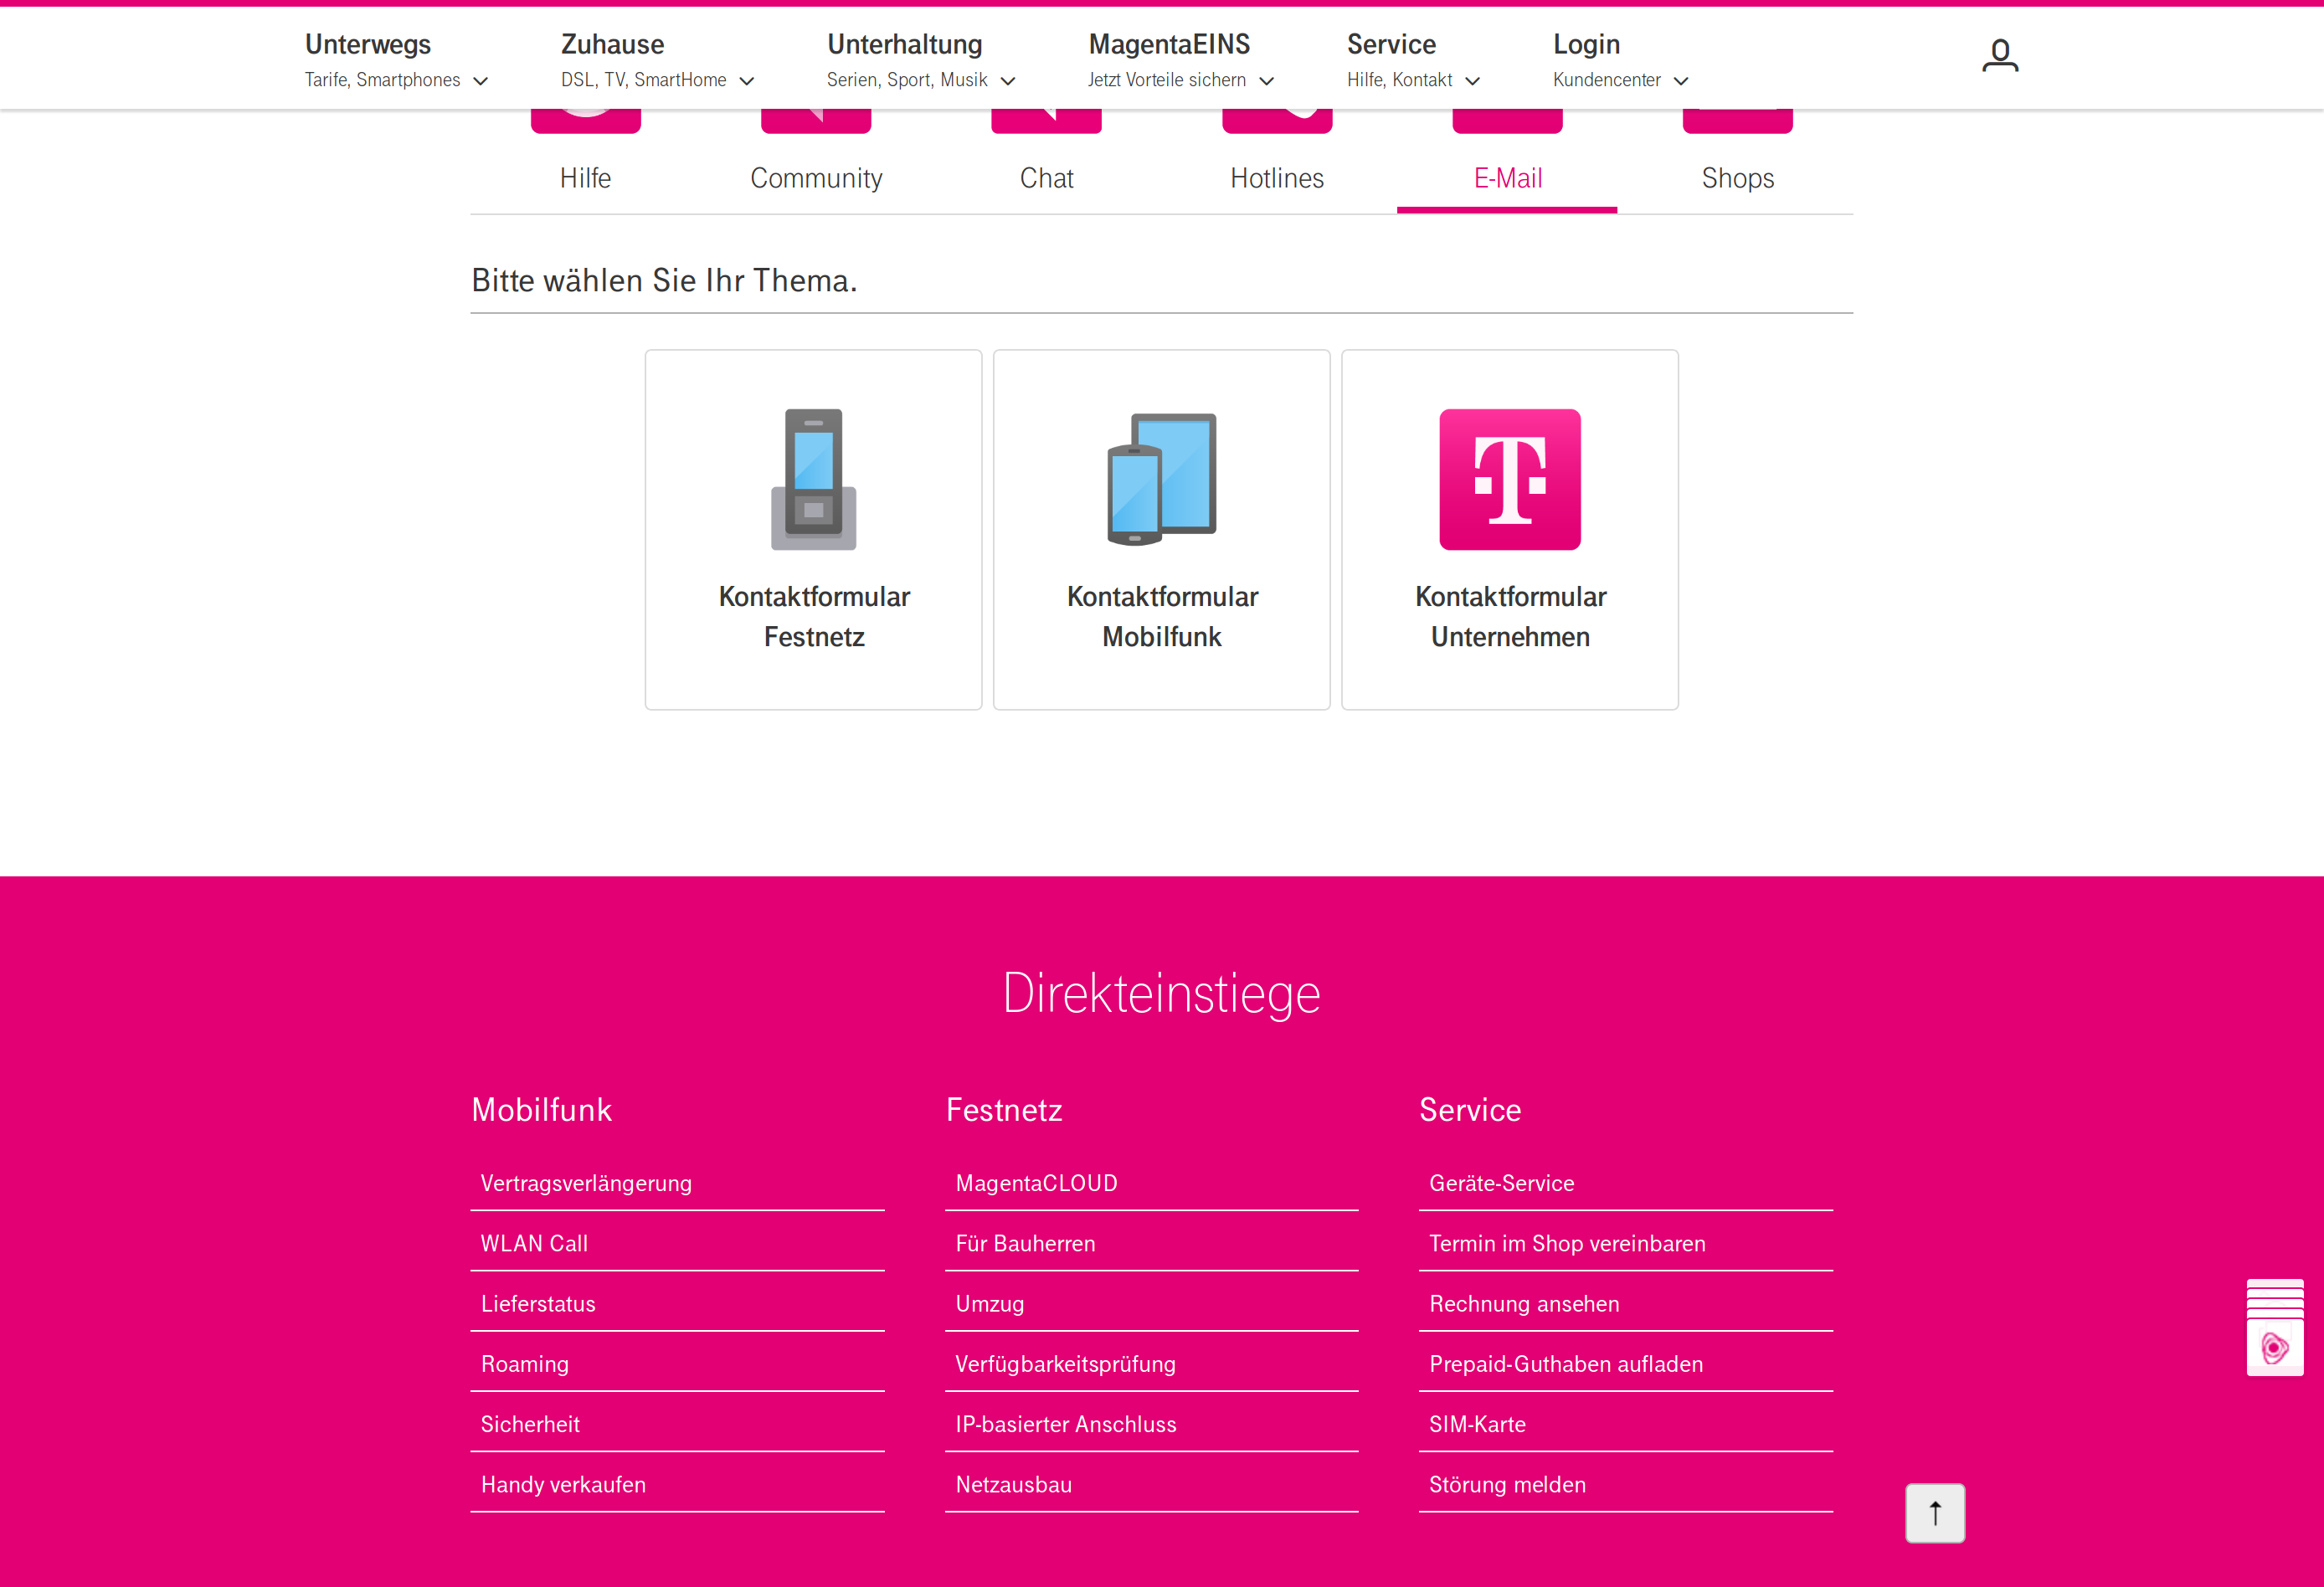 Unterwegs
Tarife, Smartphones
Zuhause
DSL, TV, SmartHome
Unterhaltung
Serien, Sport, Musik
MagentaEINS
Jetzt Vorteile sichern
Service
Hilfe, Kontakt
Login
Kundencenter
Hilfe
Community
Chat
Hotlines
E-Mail
Shops
Bitte wählen Sie Ihr Thema.
Kontaktformular
Festnetz
Kontaktformular
Mobilfunk
T
Kontaktformular
Unternehmen
Direkteinstiege
Mobilfunk
Vertragsverlängerung
WLAN Call
Lieferstatus
Roaming
Sicherheit
Handy verkaufen
Festnetz
MagentaCLOUD
Für Bauherren
Umzug
Verfügbarkeitsprüfung
IP-basierter Anschluss
Netzausbau
Service
Geräte-Service
Termin im Shop vereinbaren
Rechnung ansehen
Prepaid-Guthaben aufladen
SIM-Karte
Störung melden